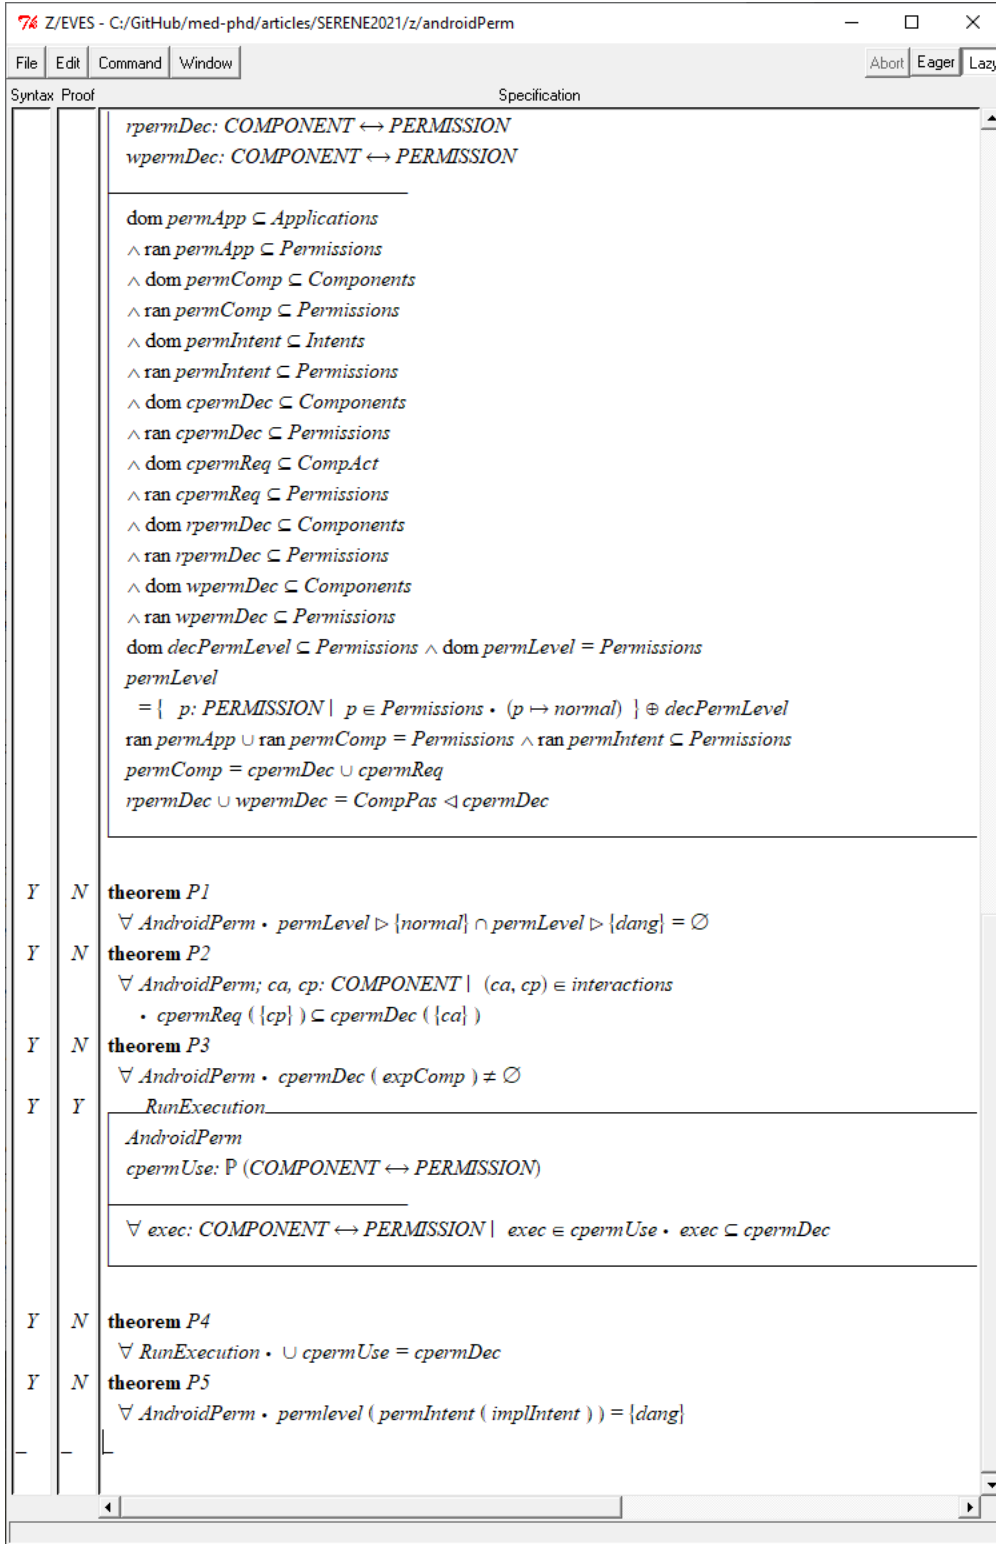 Z/EVES - C:/GitHub/med-phd/articles/SERENE2021/z/androidPerm
File Edit Command Window Abort Eager Lazy
Syntax Proof Specification
rpermDec: COMPONENT ↔ PERMISSION
wpermDec: COMPONENT ↔ PERMISSION
dom permApp ⊆ Applications
∧ ran permApp ⊆ Permissions
∧ dom permComp ⊆ Components
∧ ran permComp ⊆ Permissions
∧ dom permIntent ⊆ Intents
∧ ran permIntent ⊆ Permissions
∧ dom cpermDec ⊆ Components
∧ ran cpermDec ⊆ Permissions
∧ dom cpermReq ⊆ CompAct
∧ ran cpermReq ⊆ Permissions
∧ dom rpermDec ⊆ Components
∧ ran rpermDec ⊆ Permissions
∧ dom wpermDec ⊆ Components
∧ ran wpermDec ⊆ Permissions
dom decPermLevel ⊆ Permissions ∧ dom permLevel = Permissions
permLevel
= { p: PERMISSION | p ∈ Permissions • (p ↦ normal) } ⊕ decPermLevel
ran permApp ∪ ran permComp = Permissions ∧ ran permIntent ⊆ Permissions
permComp = cpermDec ∪ cpermReq
rpermDec ∪ wpermDec = CompPas ◁ cpermDec
Y N theorem P1
∀ AndroidPerm • permLevel ▷ {normal} ∩ permLevel ▷ {dang} = ∅
Y N theorem P2
∀ AndroidPerm; ca, cp: COMPONENT | (ca, cp) ∈ interactions
• cpermReq ( {cp} ) ⊆ cpermDec ( {ca} )
Y N theorem P3
∀ AndroidPerm • cpermDec ( expComp ) ≠ ∅
Y Y RunExecution
AndroidPerm
cpermUse: ℙ (COMPONENT ↔ PERMISSION)
∀ exec: COMPONENT ↔ PERMISSION | exec ∈ cpermUse • exec ⊆ cpermDec
Y N theorem P4
∀ RunExecution • ∪ cpermUse = cpermDec
Y N theorem P5
∀ AndroidPerm • permlevel ( permIntent ( implIntent ) ) = {dang}